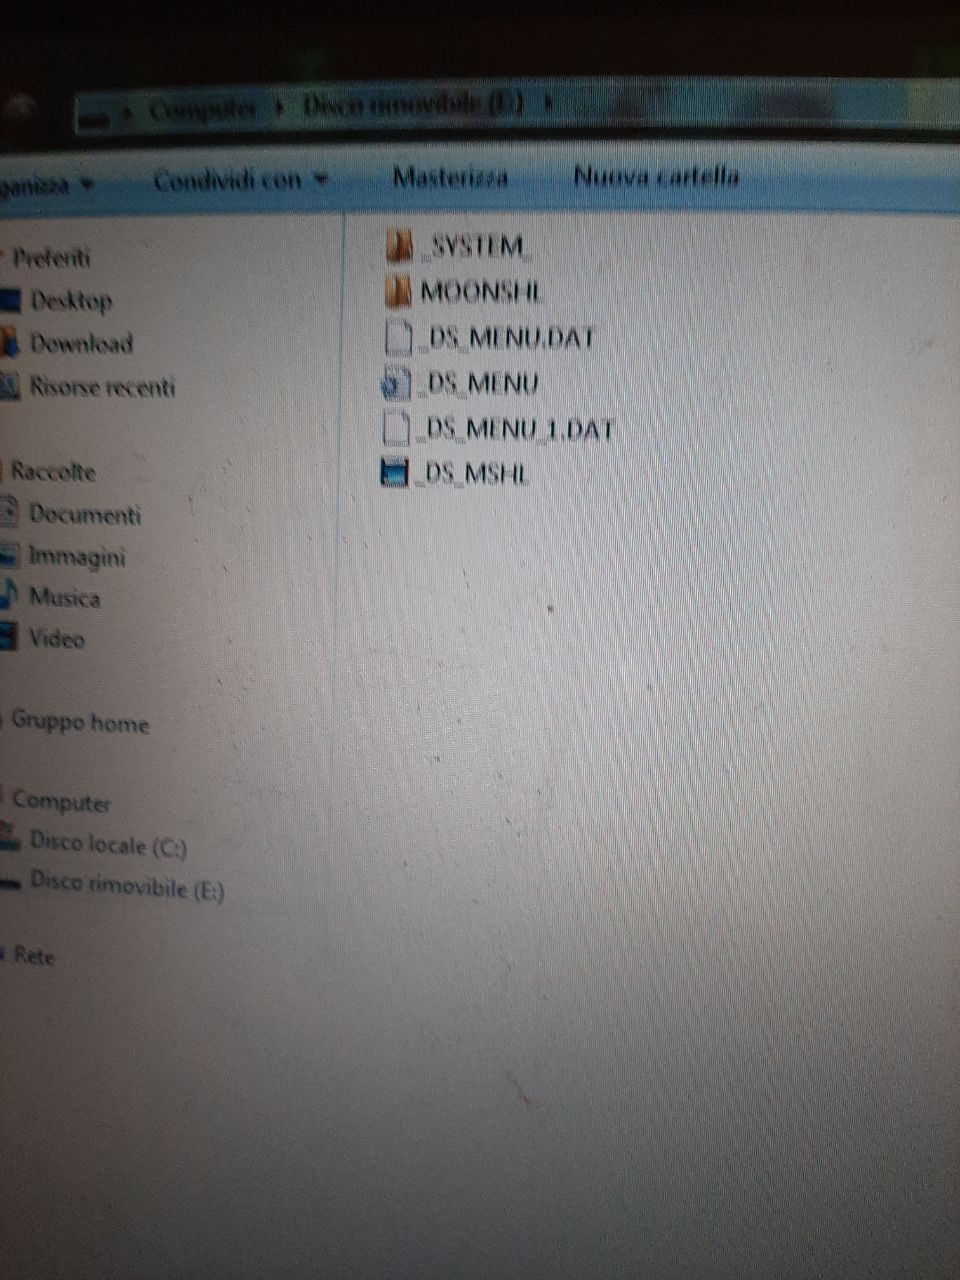 Computer Disco rimovibile (E:)
ganizza Condividi con Masterizza Nuova cartella
Preferiti
Desktop
Download
Risorse recenti
Raccolte
Documenti
Immagini
Musica
Video
Gruppo home
Computer
Disco locale (C:)
Disco rimovibile (E:)
Rete
_SYSTEM_
MOONSHL
_DS_MENU.DAT
_DS_MENU
_DS_MENU_1.DAT
_DS_MSHL